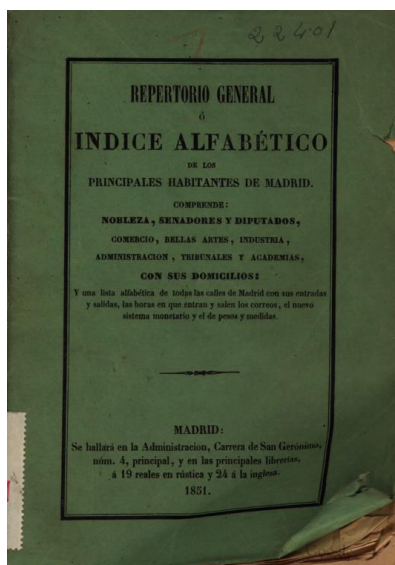 22401
REPERTORIO GENERAL
Ó
INDICE ALFABÉTICO
DE LOS
PRINCIPALES HABITANTES DE MADRID.
COMPRENDE:
NOBLEZA, SENADORES Y DIPUTADOS,
COMERCIO, BELLAS ARTES, INDUSTRIA,
ADMINISTRACION, TRIBUNALES Y ACADEMIAS,
CON SUS DOMICILIOS:
Y una lista alfabética de todas las calles de Madrid con sus entradas
y salidas, las horas en que entran y salen los correos, el nuevo
sistema monetario y el de pesos y medidas.
MADRID:
Se hallará en la Administracion, Carrera de San Gerónimo,
núm. 4, principal, y en las principales librerías,
á 19 reales en rústica y 24 á la inglesa.
1851.